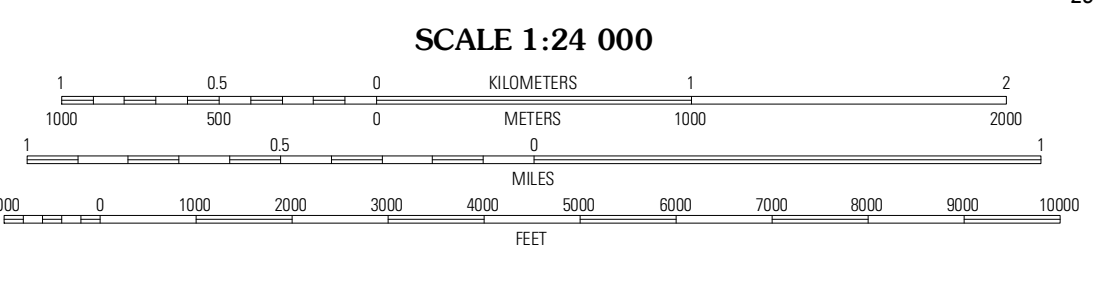 SCALE 1:24 000
1 0.5 0 KILOMETERS 1 2
1000 500 0 METERS 1000 2000
1 0.5 0 1
MILES
0 1000 2000 3000 4000 5000 6000 7000 8000 9000 10000
FEET